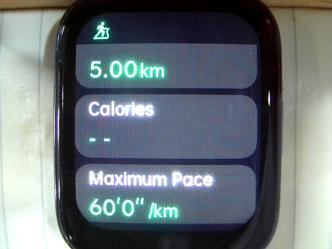 5.00km
Calories
--
Maximum Pace
60'0" /km